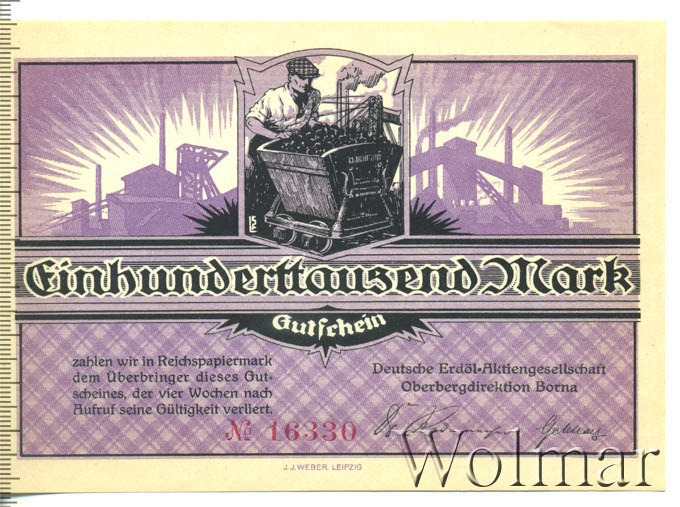 Einhunderttausend Mark
Gutschein
zahlen wir in Reichspapiermark
dem Überbringer dieses Gut-
scheines, der vier Wochen nach
Aufruf seine Gültigkeit verliert.
Deutsche Erdöl-Aktiengesellschaft
Oberbergdirektion Borna
№ 16330
J. J. WEBER, LEIPZIG
Wolmar